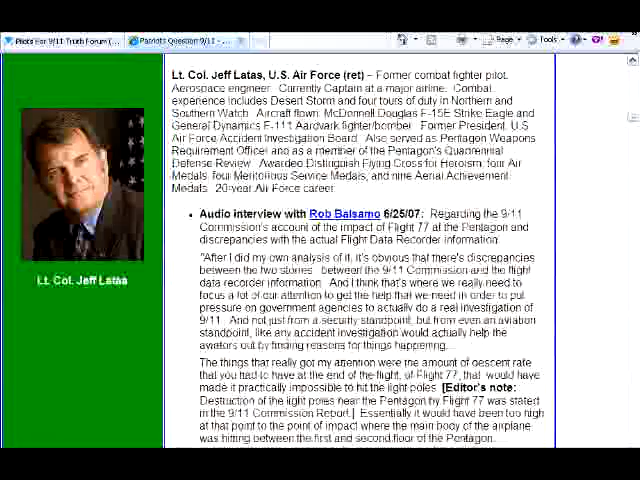 Pilots For 9/11 Truth Forum (...
Patriots Question 9/11 - ...
Page
Tools
Lt. Col. Jeff Latas, U.S. Air Force (ret) – Former combat fighter pilot.
Aerospace engineer. Currently Captain at a major airline. Combat
experience includes Desert Storm and four tours of duty in Northern and
Southern Watch. Aircraft flown: McDonnell Douglas F-15E Strike Eagle and
General Dynamics F-111 Aardvark fighter/bomber. Former President, U.S.
Air Force Accident Investigation Board. Also served as Pentagon Weapons
Requirement Officer and as a member of the Pentagon's Quadrennial
Defense Review. Awarded Distinguish Flying Cross for Heroism, four Air
Medals, four Meritorious Service Medals, and nine Aerial Achievement
Medals. 20-year Air Force career.
Lt. Col. Jeff Latas
• Audio interview with Rob Balsamo 6/25/07: Regarding the 9/11
Commission's account of the impact of Flight 77 at the Pentagon and
discrepancies with the actual Flight Data Recorder information:
"After I did my own analysis of it, it's obvious that there's discrepancies
between the two stories; between the 9/11 Commission and the flight
data recorder information. And I think that's where we really need to
focus a lot of our attention to get the help that we need in order to put
pressure on government agencies to actually do a real investigation of
9/11. And not just from a security standpoint, but from even an aviation
standpoint, like any accident investigation would actually help the
aviators out by finding reasons for things happening...
The things that really got my attention were the amount of descent rate
that you had to have at the end of the flight, of Flight 77, that would have
made it practically impossible to hit the light poles. [Editor's note:
Destruction of the light poles near the Pentagon by Flight 77 was stated
in the 9/11 Commission Report.] Essentially it would have been too high
at that point to the point of impact where the main body of the airplane
was hitting between the first and second floor of the Pentagon...